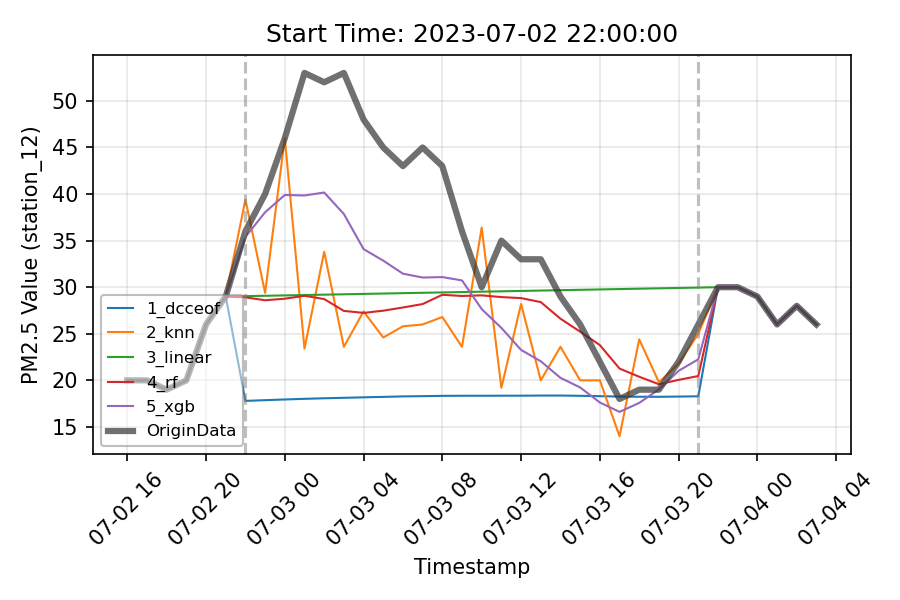 Start Time: 2023-07-02 22:00:00
PM2.5 Value (station_12)
50
45
40
35
30
25
20
15
1_dcceof
2_knn
3_linear
4_rf
5_xgb
OriginData
07-02 16
07-02 20
07-03 00
07-03 04
07-03 08
07-03 12
07-03 16
07-03 20
07-04 00
07-04 04
Timestamp